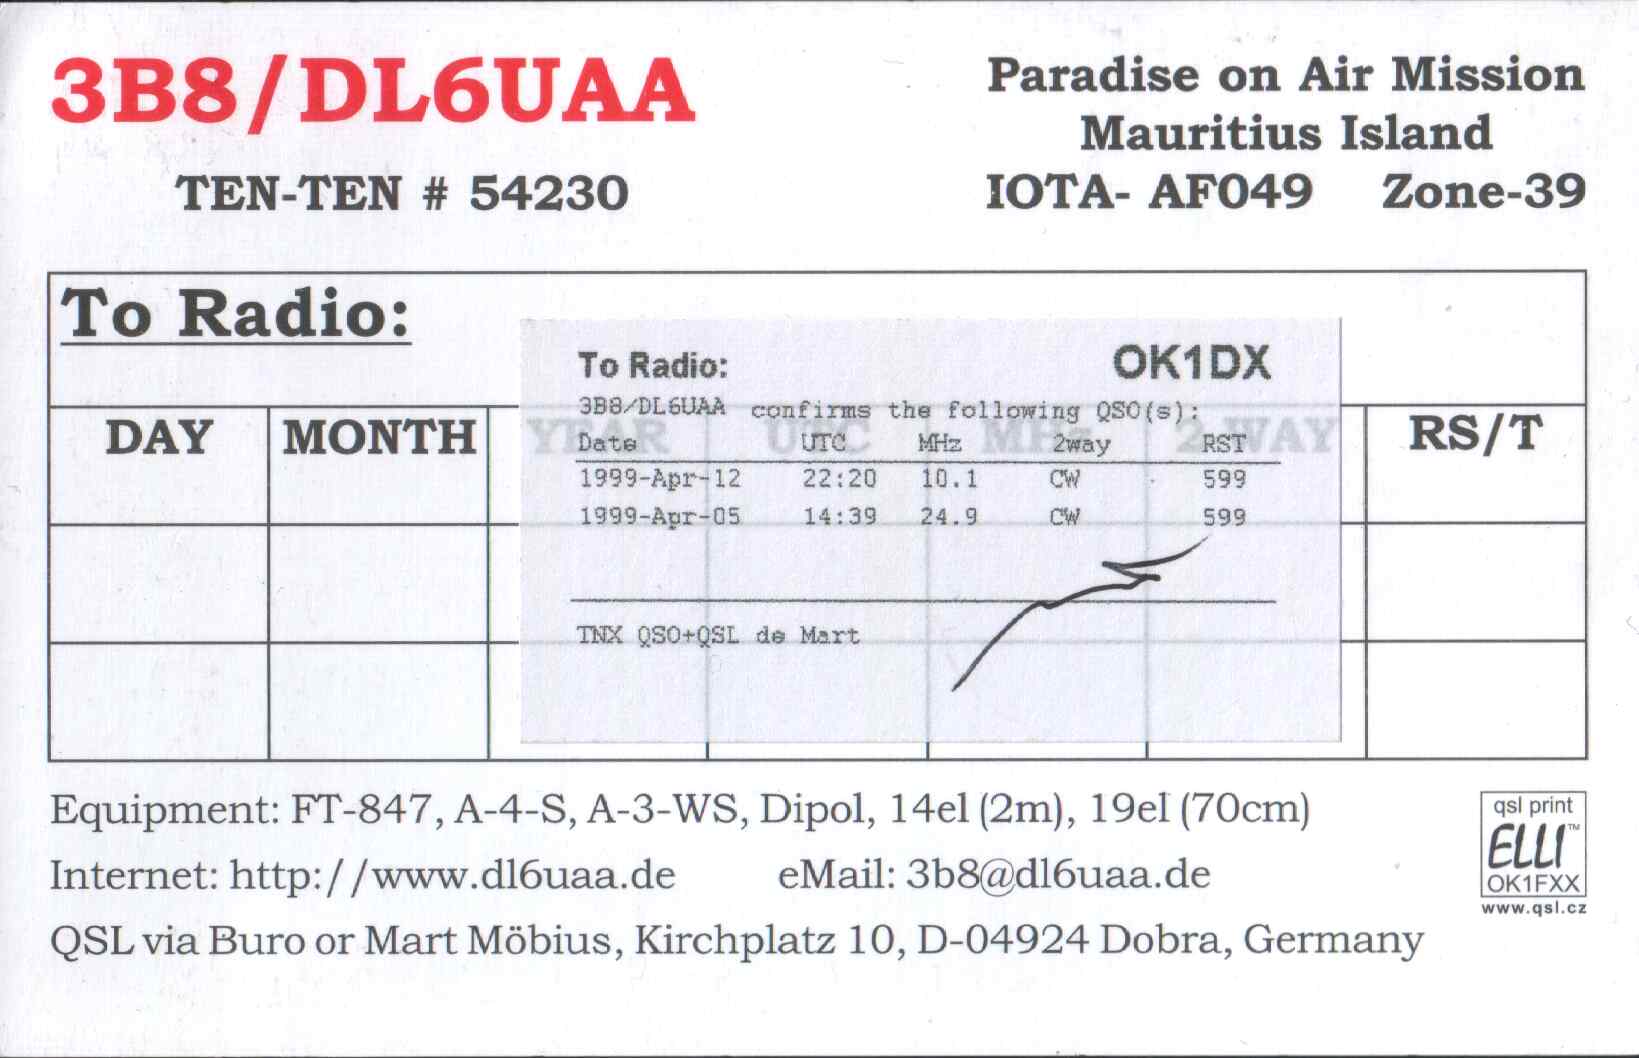 3B8/DL6UAA
TEN-TEN # 54230
Paradise on Air Mission
Mauritius Island
IOTA- AF049 Zone-39
To Radio:
DAY MONTH YEAR UTC MHz 2-WAY RS/T
To Radio: OK1DX
3B8/DL6UAA confirms the following QSO(s):
Date UTC MHz 2way RST
1999-Apr-12 22:20 10.1 CW 599
1999-Apr-05 14:39 24.9 CW 599
TNX QSO+QSL de Mart
Equipment: FT-847, A-4-S, A-3-WS, Dipol, 14el (2m), 19el (70cm)
Internet: http://www.dl6uaa.de eMail: 3b8@dl6uaa.de
QSL via Buro or Mart Möbius, Kirchplatz 10, D-04924 Dobra, Germany
qsl print
ELLI™
OK1FXX
www.qsl.cz